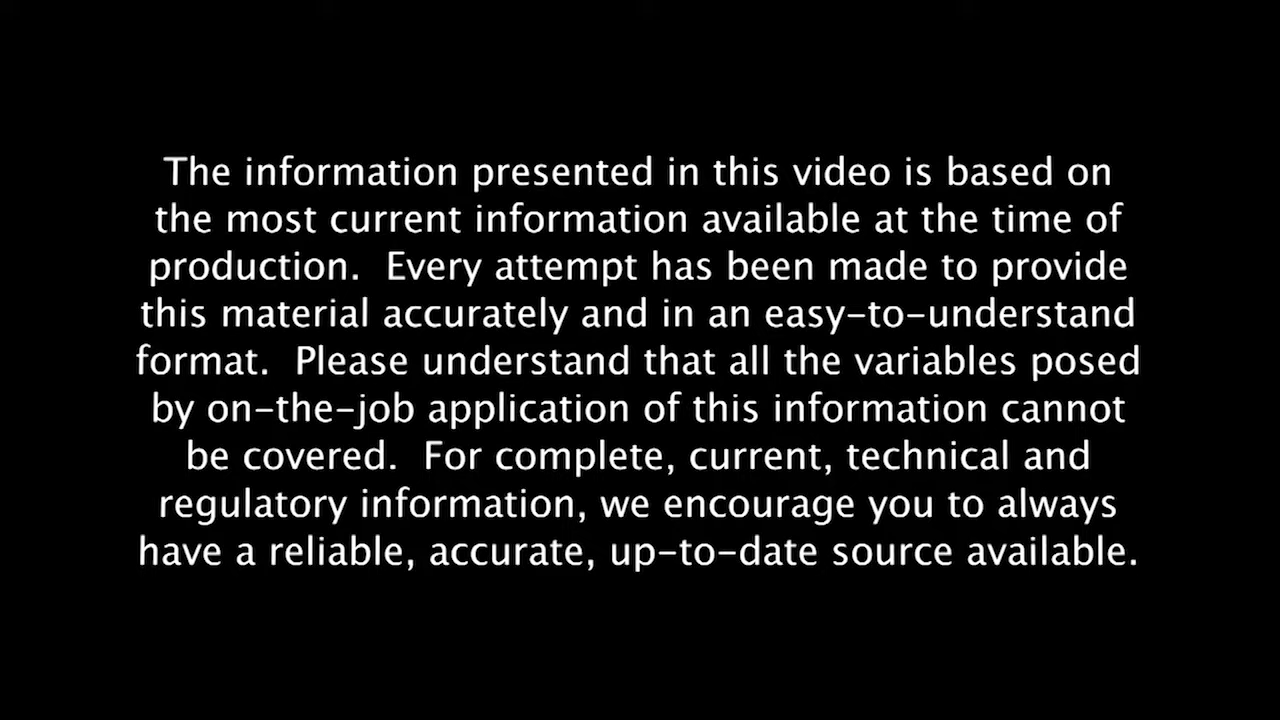 The information presented in this video is based on
the most current information available at the time of
production.  Every attempt has been made to provide
this material accurately and in an easy-to-understand
format.  Please understand that all the variables posed
by on-the-job application of this information cannot
be covered.  For complete, current, technical and
regulatory information, we encourage you to always
have a reliable, accurate, up-to-date source available.